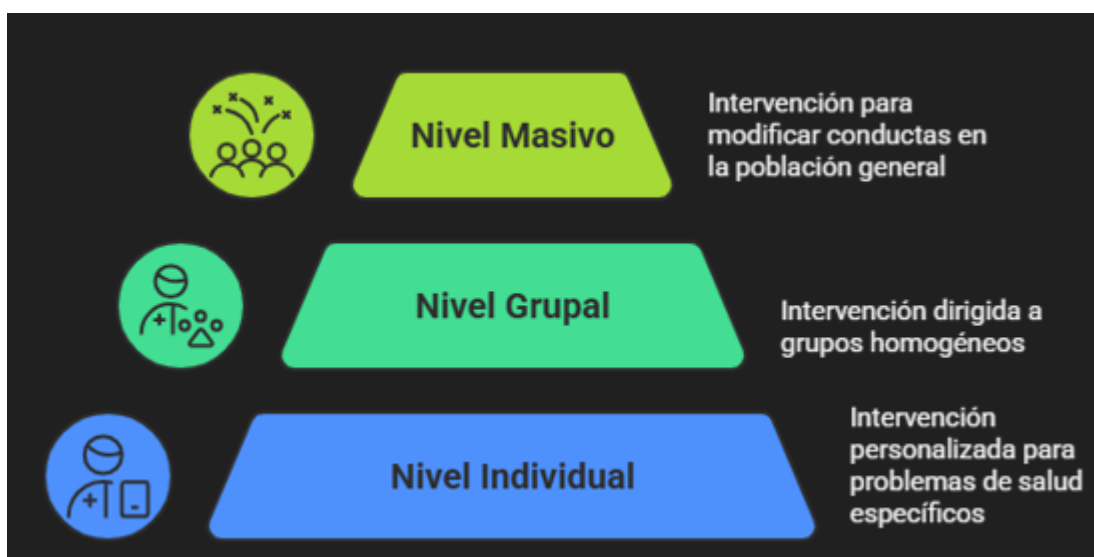 Nivel Masivo
Intervención para
modificar conductas en
la población general
Nivel Grupal
Intervención dirigida a
grupos homogéneos
Nivel Individual
Intervención
personalizada para
problemas de salud
específicos